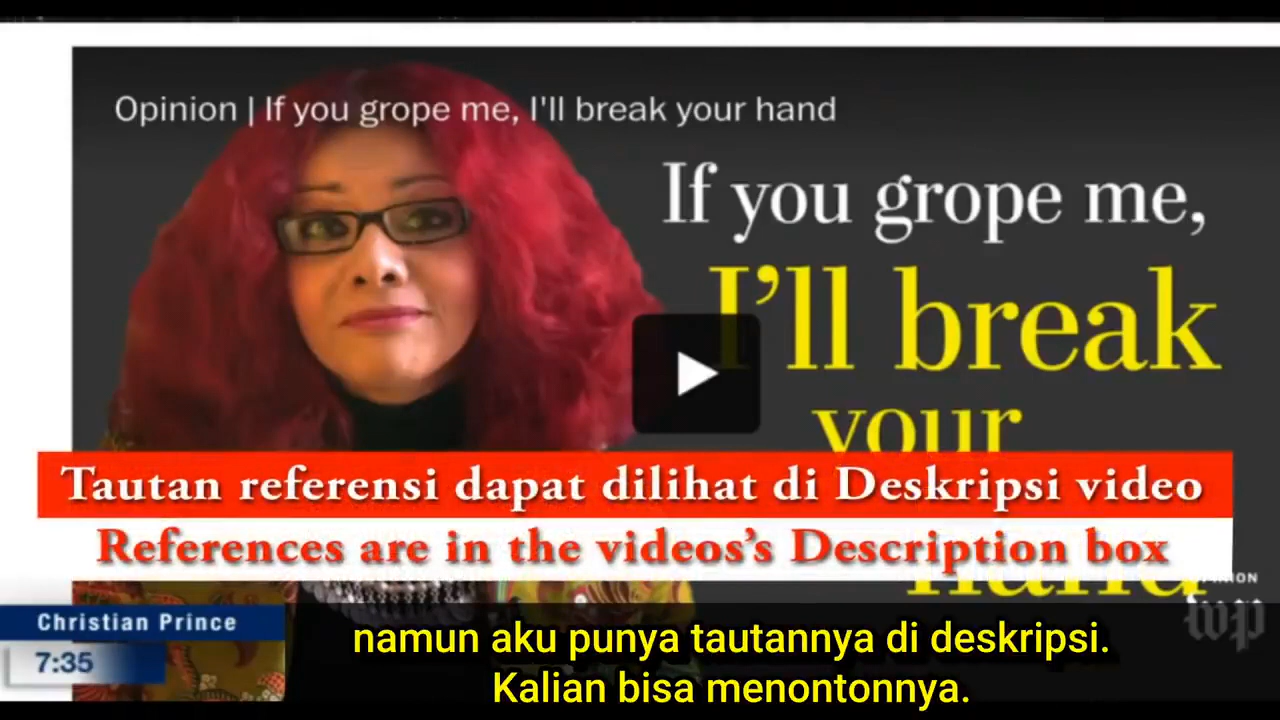 Opinion | If you grope me, I'll break your hand
If you grope me,
I'll break
your
hand
Tautan referensi dapat dilihat di Deskripsi video
References are in the videos's Description box
wp
Christian Prince
7:35
namun aku punya tautannya di deskripsi.
Kalian bisa menontonnya.